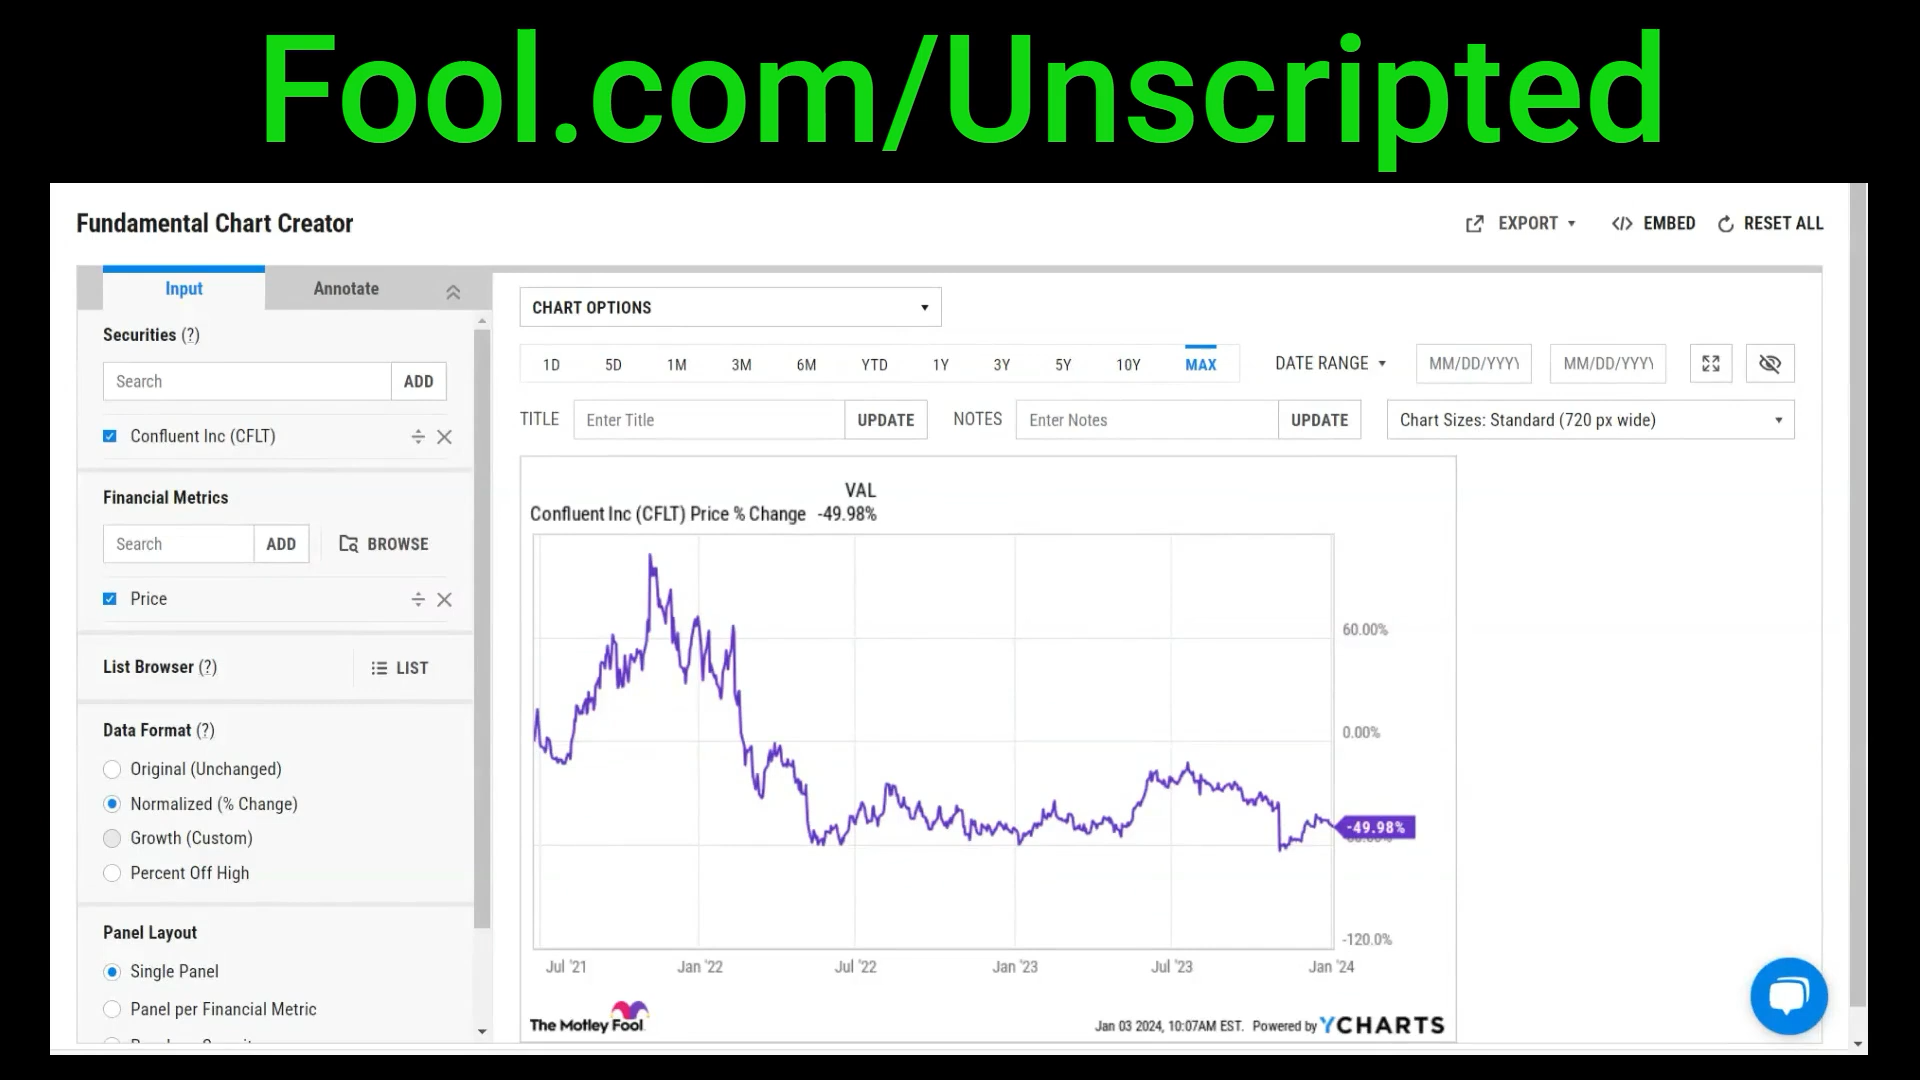 Fool.com/Unscripted
Fundamental Chart Creator
EXPORT
EMBED
RESET ALL
Input
Annotate
Securities (?)
Search
ADD
Confluent Inc (CFLT)
Financial Metrics
Search
ADD
BROWSE
Price
List Browser (?)
LIST
Data Format (?)
Original (Unchanged)
Normalized (% Change)
Growth (Custom)
Percent Off High
Panel Layout
Single Panel
Panel per Financial Metric
CHART OPTIONS
1D 5D 1M 3M 6M YTD 1Y 3Y 5Y 10Y MAX
DATE RANGE
MM/DD/YYYY
MM/DD/YYYY
TITLE
Enter Title
UPDATE
NOTES
Enter Notes
UPDATE
Chart Sizes: Standard (720 px wide)
VAL
Confluent Inc (CFLT) Price % Change -49.98%
60.00%
0.00%
-49.98%
-120.0%
Jul '21 Jan '22 Jul '22 Jan '23 Jul '23 Jan '24
The Motley Fool
Jan 03 2024, 10:07AM EST. Powered by YCHARTS